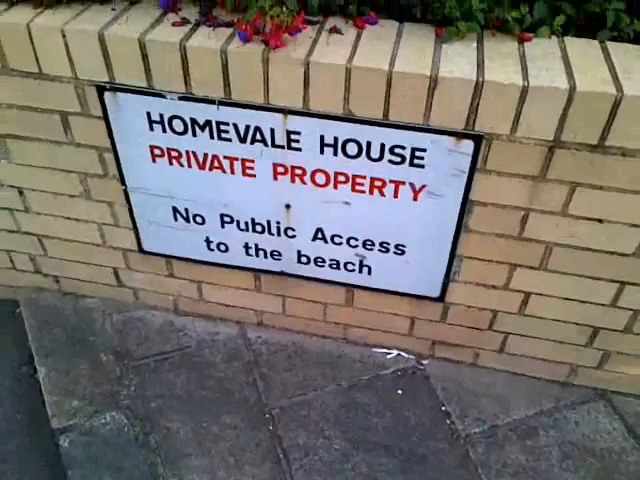 HOMEVALE HOUSE
PRIVATE PROPERTY
No Public Access
to the beach